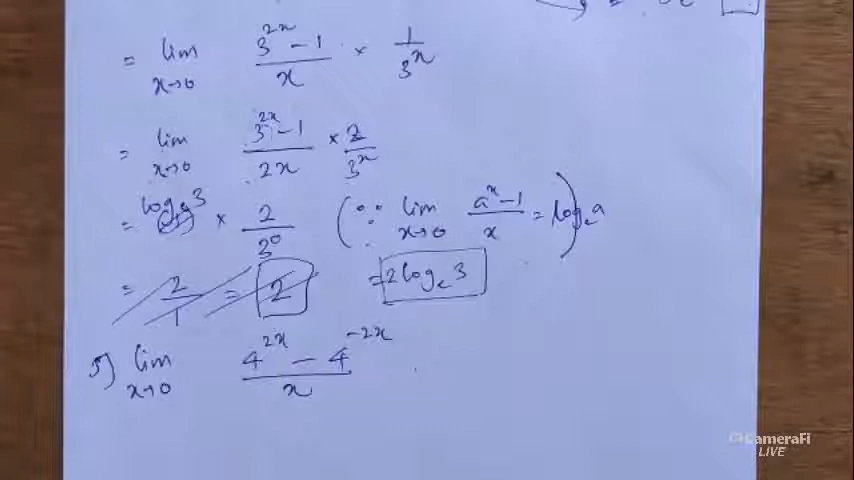 = lim x→0 (3^2x - 1)/x × 1/3^x
= lim x→0 (3^2x - 1)/2x × 2/3^x
= log_e 3 × 2/3^0 (∵ lim x→0 (a^x - 1)/x = log_e a)
= 2/1 = 2 = 2 log_e 3
5) lim x→0 (4^2x - 4^-2x)/x
CameraFi
LIVE